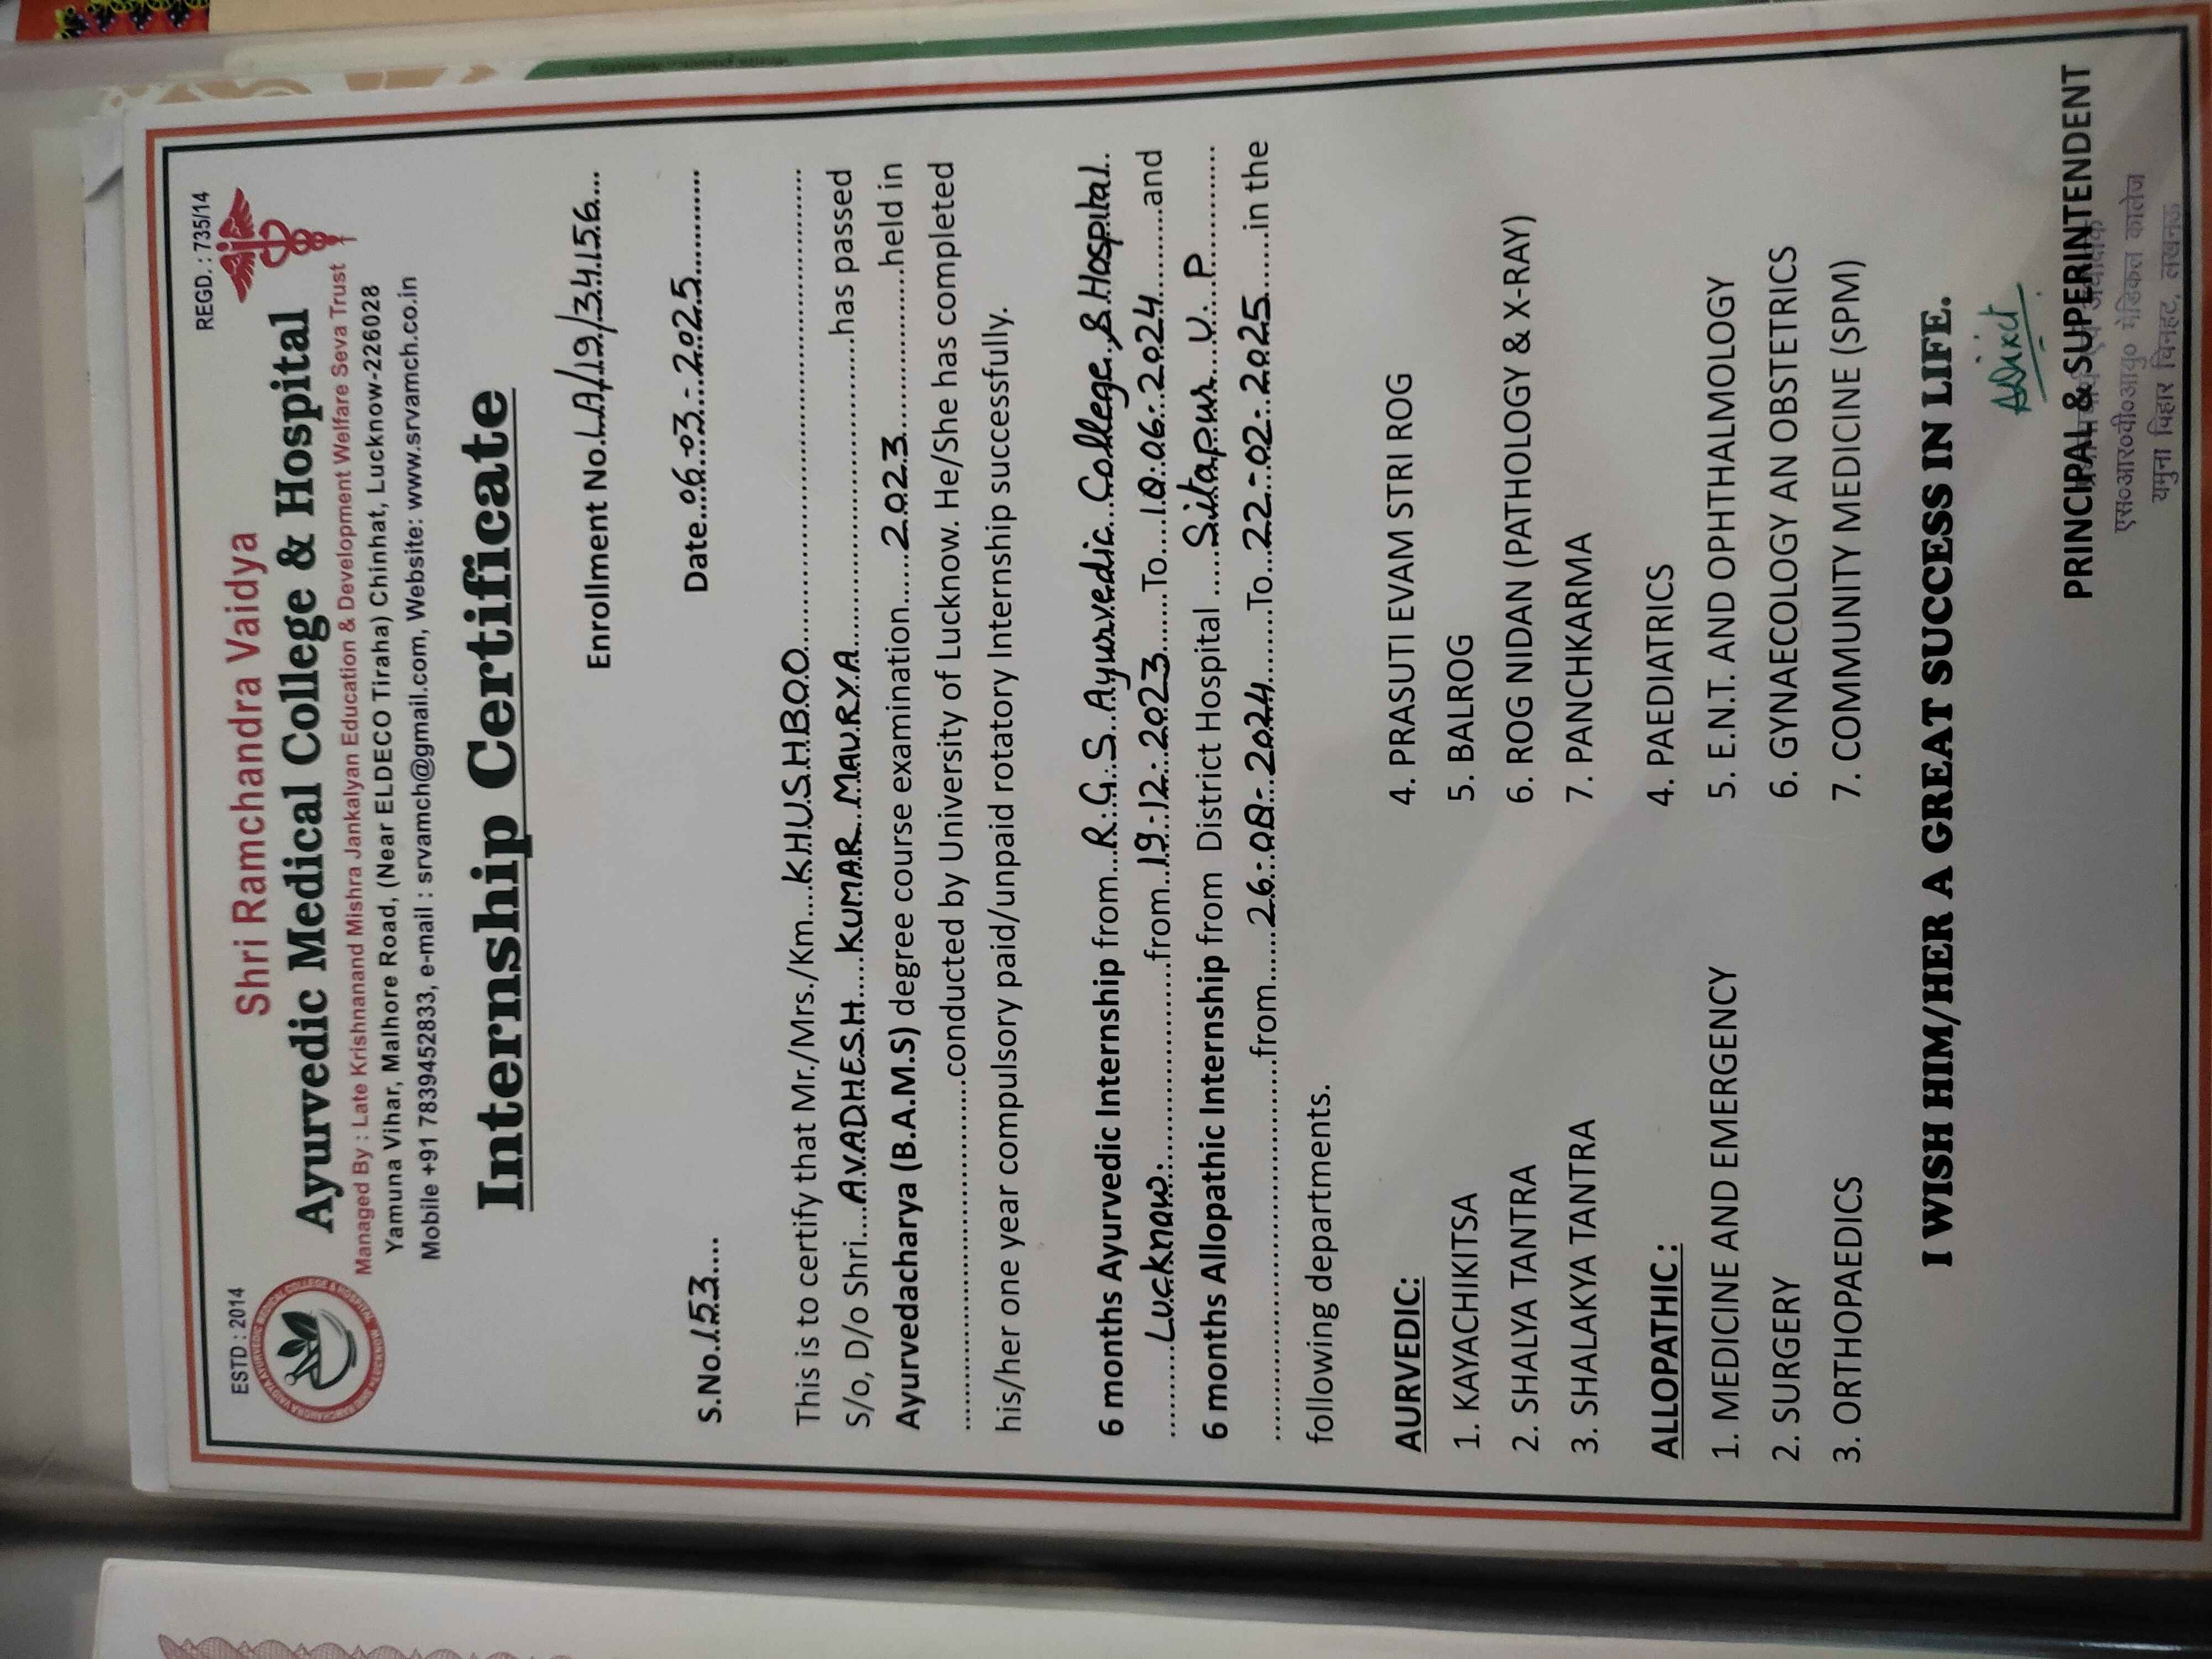 ESTD : 2014
REGD. : 735/14
Shri Ramchandra Vaidya
Ayurvedic Medical College & Hospital
Managed By : Late Krishnanand Mishra Jankalyan Education & Development Welfare Seva Trust
Yamuna Vihar, Malhore Road, (Near ELDECO Tiraha) Chinhat, Lucknow-226028
Mobile +91 7839452833, e-mail : srvamch@gmail.com, Website: www.srvamch.co.in
Internship Certificate
Enrollment No. LA/19/34156
S.No. 153 Date 06-03-2025
This is to certify that Mr./Mrs./Km. KHUSHBOO
S/o, D/o Shri AVADHESH KUMAR MAURYA has passed
Ayurvedacharya (B.A.M.S) degree course examination 2023 held in
conducted by University of Lucknow. He/She has completed
his/her one year compulsory paid/unpaid rotatory Internship successfully.
6 months Ayurvedic Internship from R.G.S. Ayurvedic College & Hospital
Lucknow. from 19-12-2023 To 10-06-2024 and
6 months Allopathic Internship from District Hospital Sitapur U.P
from 26-08-2024 To 22-02-2025 in the
following departments.
AURVEDIC:
1. KAYACHIKITSA
2. SHALYA TANTRA
3. SHALAKYA TANTRA
4. PRASUTI EVAM STRI ROG
5. BALROG
6. ROG NIDAN (PATHOLOGY & X-RAY)
7. PANCHKARMA
ALLOPATHIC :
1. MEDICINE AND EMERGENCY
2. SURGERY
3. ORTHOPAEDICS
4. PAEDIATRICS
5. E.N.T. AND OPHTHALMOLOGY
6. GYNAECOLOGY AN OBSTETRICS
7. COMMUNITY MEDICINE (SPM)
I WISH HIM/HER A GREAT SUCCESS IN LIFE.
PRINCIPAL & SUPERINTENDENT
एस०आर०वी०आयु० मेडिकल कालेज
यमुना विहार चिनहट, लखनऊ